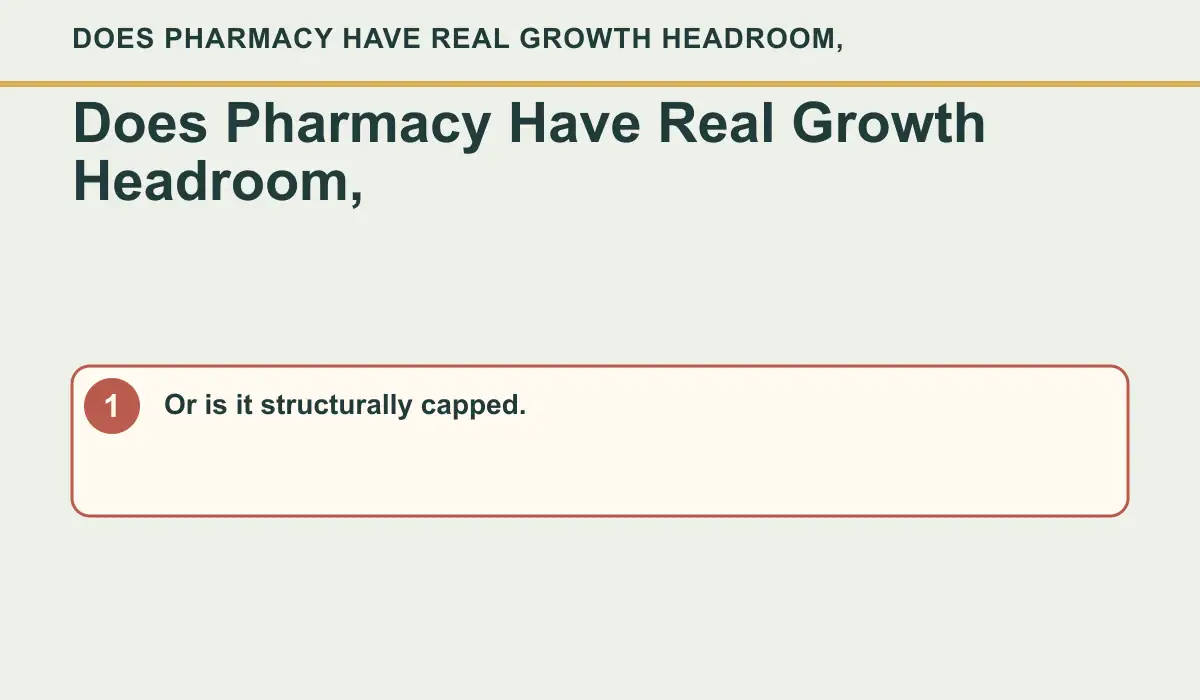 DOES PHARMACY HAVE REAL GROWTH HEADROOM,
Does Pharmacy Have Real Growth
Headroom,
1 Or is it structurally capped.